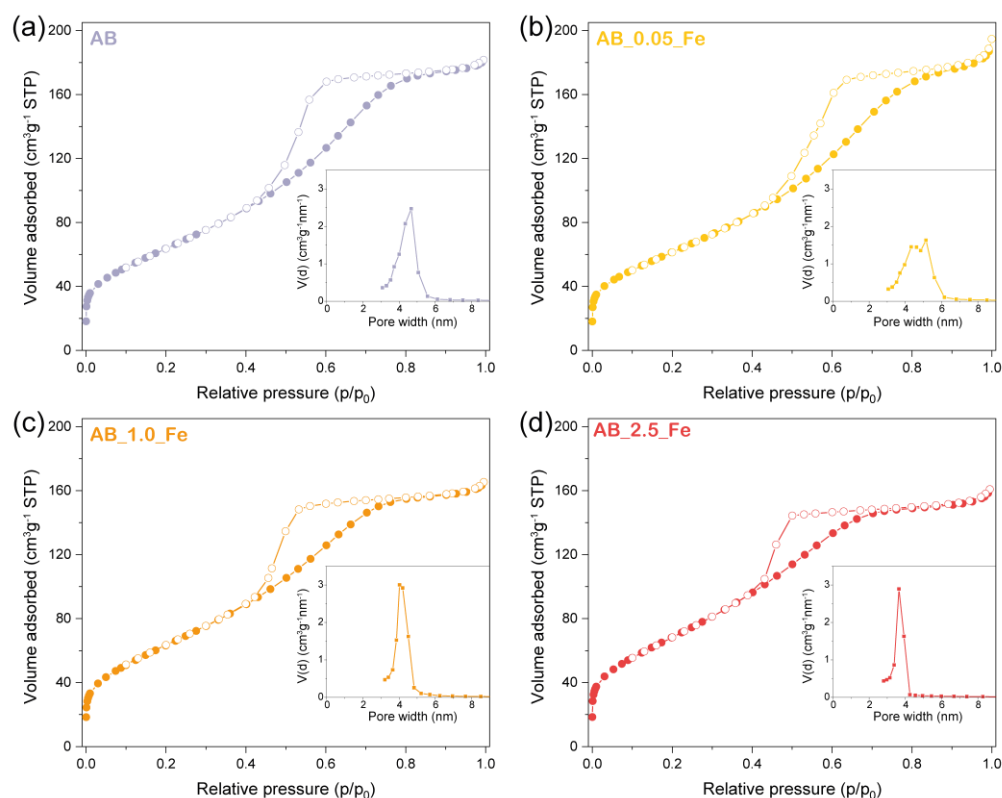 (a)
AB
200
160
120
80
40
0
Volume adsorbed (cm³g⁻¹ STP)
0.0 0.2 0.4 0.6 0.8 1.0
Relative pressure (p/p₀)
3
2
1
0
V(d) (cm³g⁻¹nm⁻¹)
0 2 4 6 8
Pore width (nm)
(b)
AB_0.05_Fe
200
160
120
80
40
0
Volume adsorbed (cm³g⁻¹ STP)
0.0 0.2 0.4 0.6 0.8 1.0
Relative pressure (p/p₀)
3
2
1
0
V(d) (cm³g⁻¹nm⁻¹)
0 2 4 6 8
Pore width (nm)
(c)
AB_1.0_Fe
200
160
120
80
40
0
Volume adsorbed (cm³g⁻¹ STP)
0.0 0.2 0.4 0.6 0.8 1.0
Relative pressure (p/p₀)
3
2
1
0
V(d) (cm³g⁻¹nm⁻¹)
0 2 4 6 8
Pore width (nm)
(d)
AB_2.5_Fe
200
160
120
80
40
0
Volume adsorbed (cm³g⁻¹ STP)
0.0 0.2 0.4 0.6 0.8 1.0
Relative pressure (p/p₀)
3
2
1
0
V(d) (cm³g⁻¹nm⁻¹)
0 2 4 6 8
Pore width (nm)